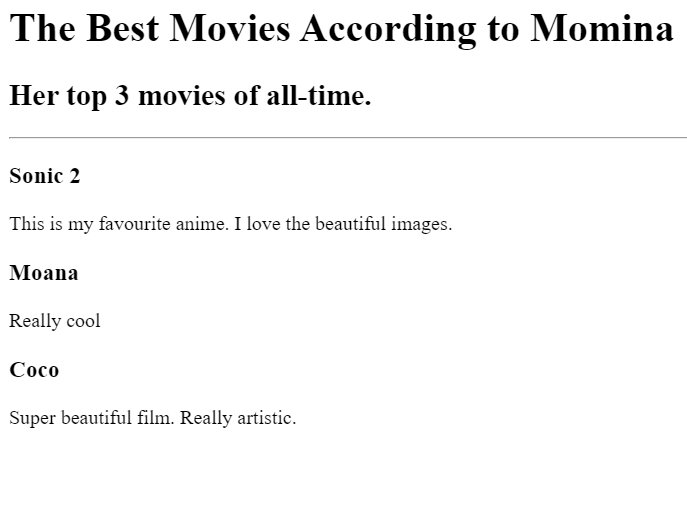 The Best Movies According to Momina
Her top 3 movies of all-time.
Sonic 2
This is my favourite anime. I love the beautiful images.
Moana
Really cool
Coco
Super beautiful film. Really artistic.